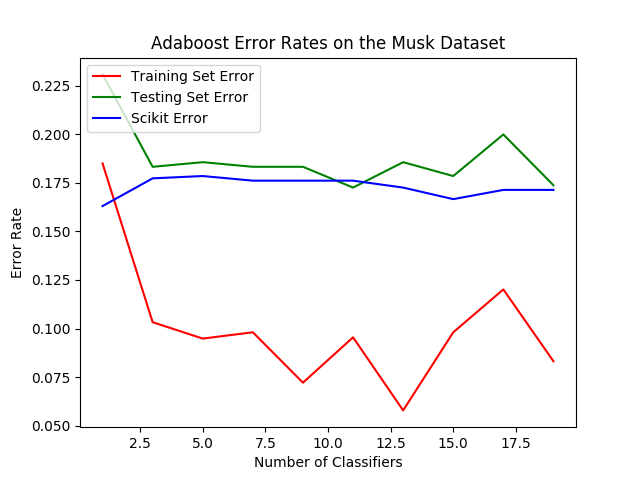 Adaboost Error Rates on the Musk Dataset
Training Set Error
Testing Set Error
Scikit Error
0.225
0.200
0.175
0.150
0.125
0.100
0.075
0.050
Error Rate
2.5 5.0 7.5 10.0 12.5 15.0 17.5
Number of Classifiers